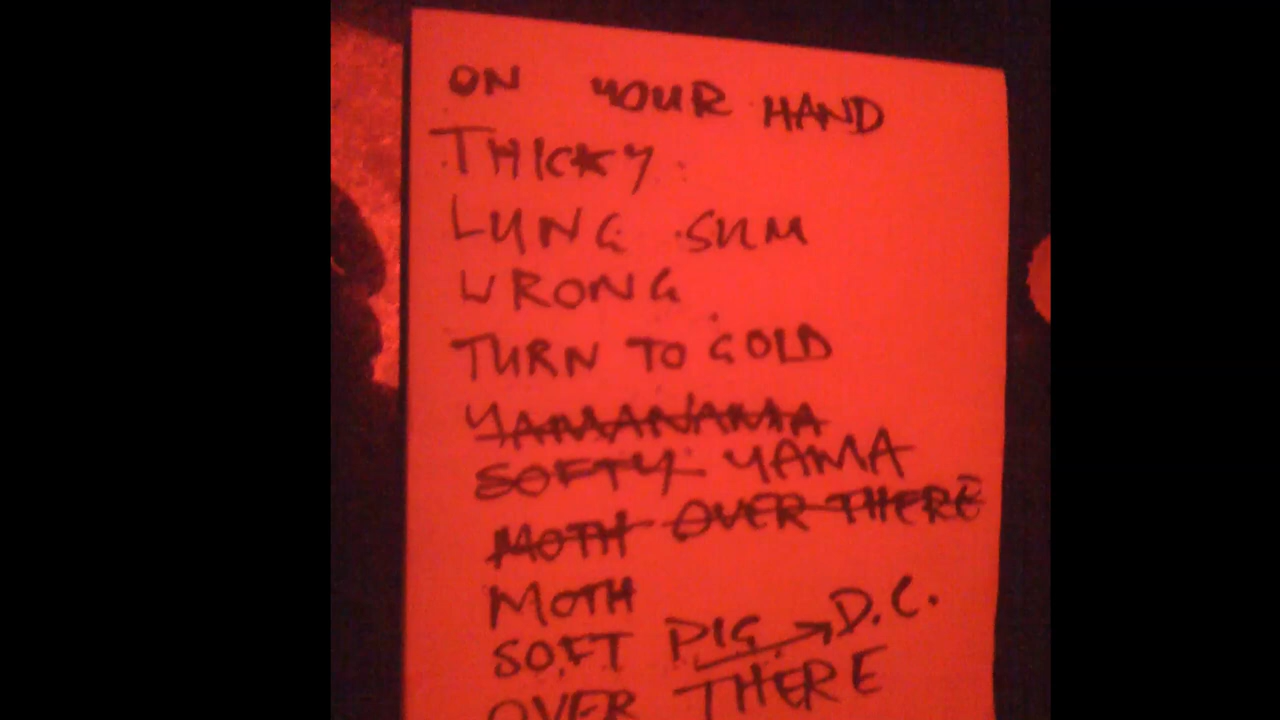 ON YOUR HAND
THICKY
LUNG SUM
WRONG
TURN TO GOLD
YAMANAMA
SOFTY YAMA
MOTH OVER THERE
MOTH
SOFT PIG → D.C.
OVER THERE